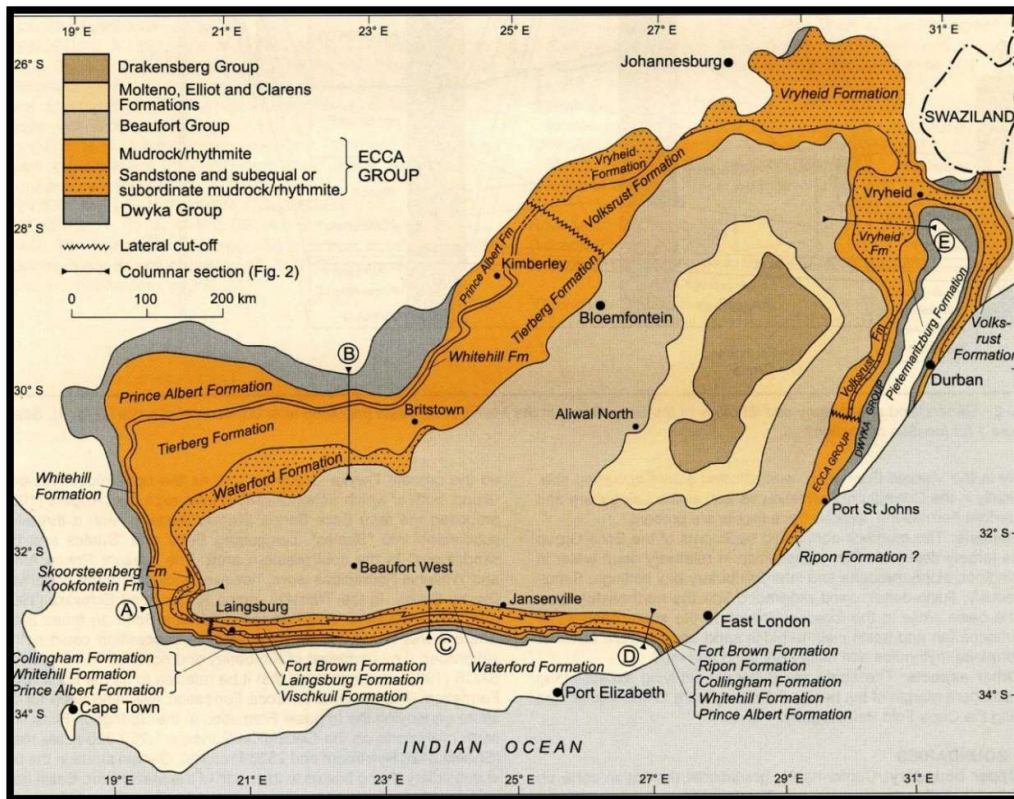 19° E
21° E
23° E
25° E
27° E
29° E
31° E
26° S
28° S
30° S
32° S
34° S
Drakensberg Group
Molteno, Elliot and Clarens
Formations
Beaufort Group
Mudrock/rhythmite
Sandstone and subequal or
subordinate mudrock/rhythmite
ECCA
GROUP
Dwyka Group
Lateral cut-off
Columnar section (Fig. 2)
0 100 200 km
Johannesburg
Vryheid Formation
SWAZILAND
Vryheid
Formation
Volksrust Formation
Vryheid
Vryheid
Fm
E
Prince Albert Fm
Kimberley
Tierberg Formation
Bloemfontein
Whitehill Fm
Pietermaritzburg Formation
Volks-
rust
Formation
Volksrust Fm
Durban
DWYKA GROUP
ECCA GROUP
B
Prince Albert Formation
Britstown
Aliwal North
Tierberg Formation
Waterford Formation
Whitehill
Formation
Port St Johns
32° S
Ripon Formation ?
Skoorsteenberg Fm
Kookfontein Fm
Beaufort West
A
Laingsburg
Jansenville
East London
C
D
Collingham Formation
Whitehill Formation
Prince Albert Formation
Fort Brown Formation
Laingsburg Formation
Vischkuil Formation
Waterford Formation
Fort Brown Formation
Ripon Formation
Collingham Formation
Whitehill Formation
Prince Albert Formation
34° S
Cape Town
Port Elizabeth
INDIAN OCEAN
19° E
21° E
23° E
25° E
27° E
29° E
31° E